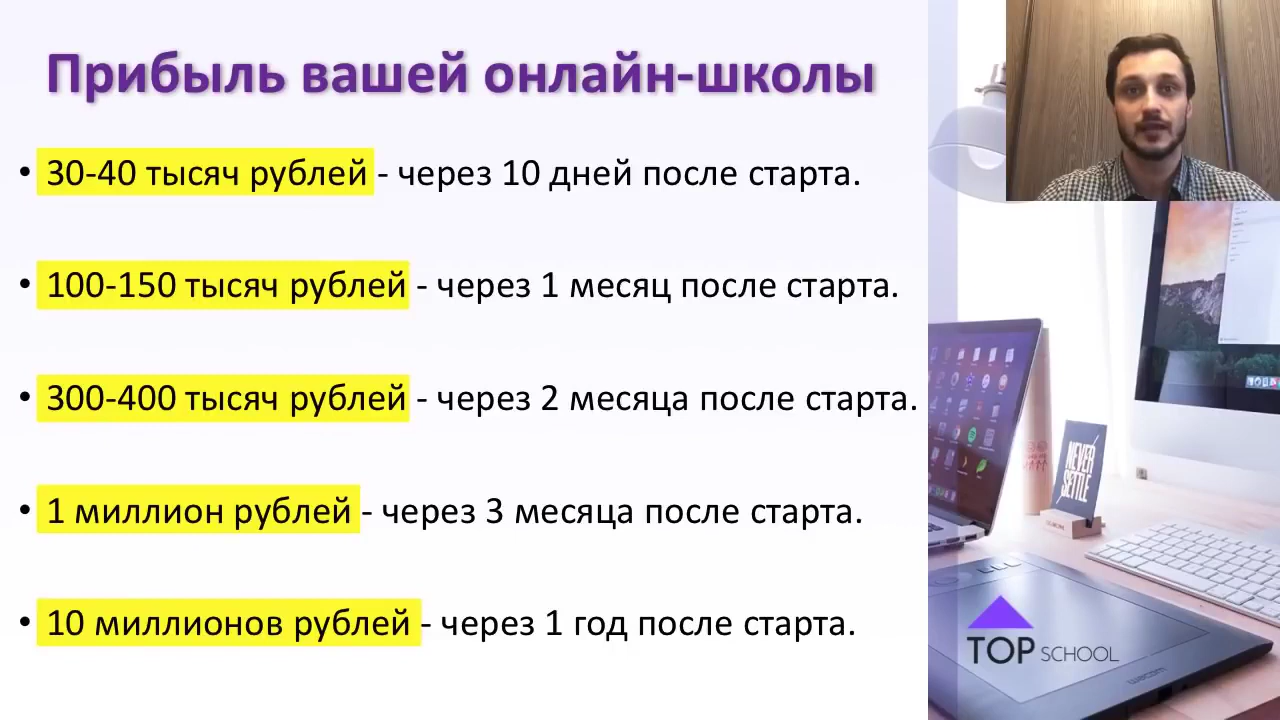 Прибыль вашей онлайн-школы
• 30-40 тысяч рублей - через 10 дней после старта.
• 100-150 тысяч рублей - через 1 месяц после старта.
• 300-400 тысяч рублей - через 2 месяца после старта.
• 1 миллион рублей - через 3 месяца после старта.
• 10 миллионов рублей - через 1 год после старта.
NEVER
SETTLE
TOP SCHOOL
wacom